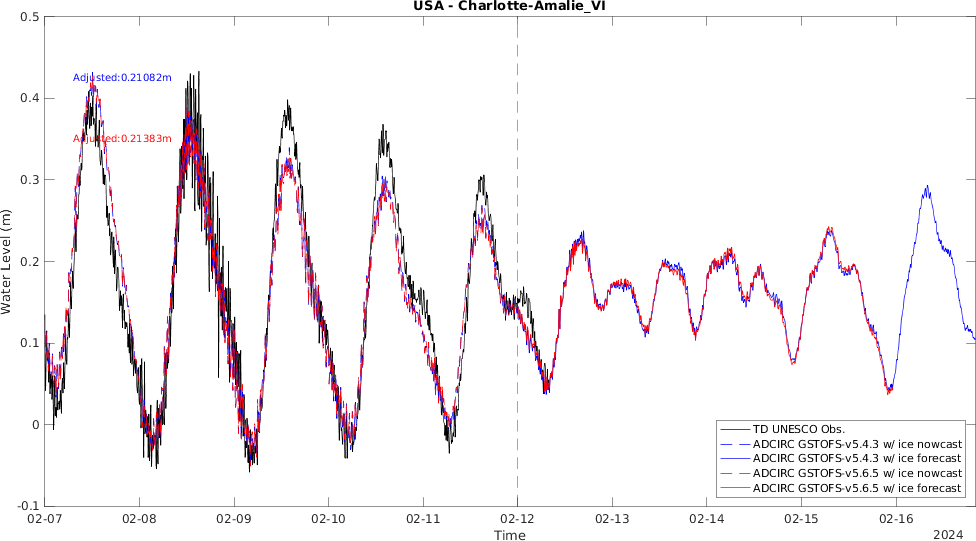 USA - Charlotte-Amalie_VI
0.5
Adjusted:0.21082m
0.4
Adjusted:0.21383m
0.3
Water Level (m)
0.2
0.1
0
-0.1
TD UNESCO Obs.
ADCIRC GSTOFS-v5.4.3 w/ ice nowcast
ADCIRC GSTOFS-v5.4.3 w/ ice forecast
ADCIRC GSTOFS-v5.6.5 w/ ice nowcast
ADCIRC GSTOFS-v5.6.5 w/ ice forecast
02-07 02-08 02-09 02-10 02-11 02-12 02-13 02-14 02-15 02-16
Time
2024